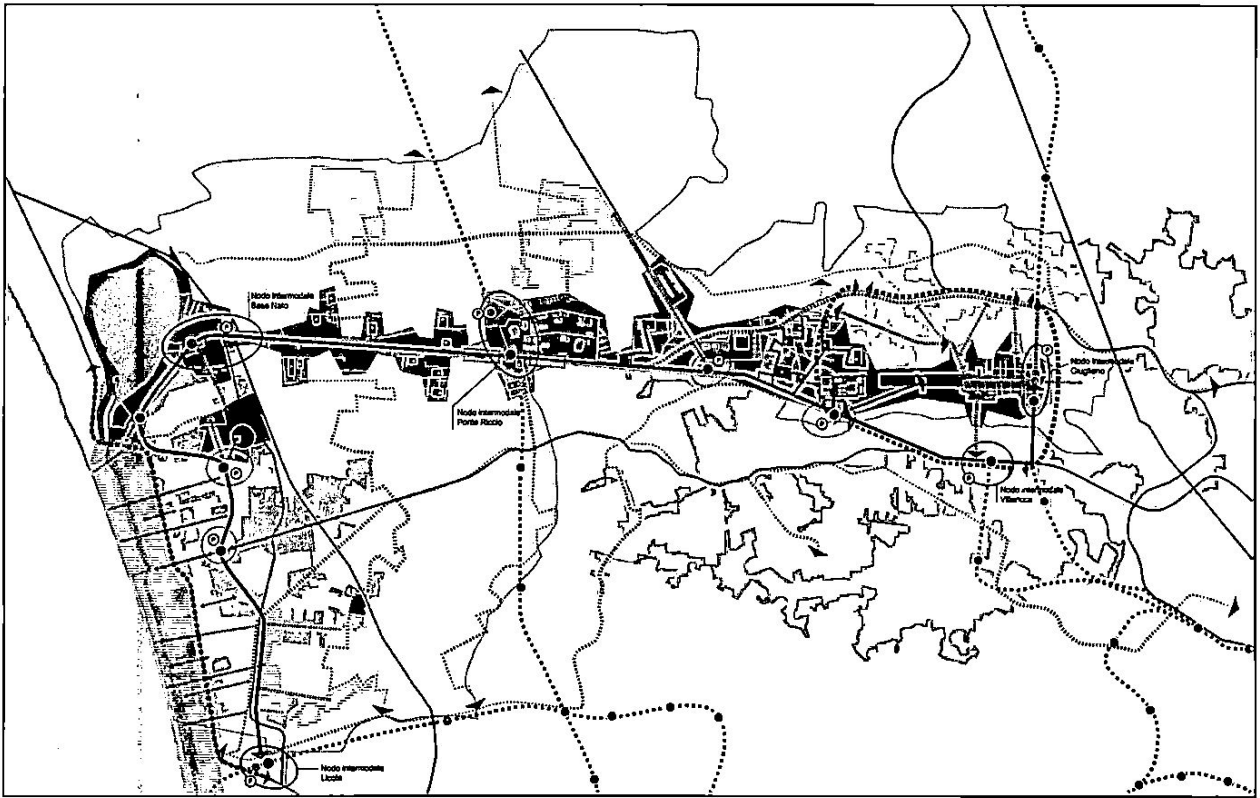 Nodo Intermodale
Base Nato
P
P
Nodo Intermodale
Giugliano
Nodo Intermodale
Ponte Riccio
P
P
P
P
Nodo Intermodale
Villaricca
P
P
Nodo Intermodale
Licola
P